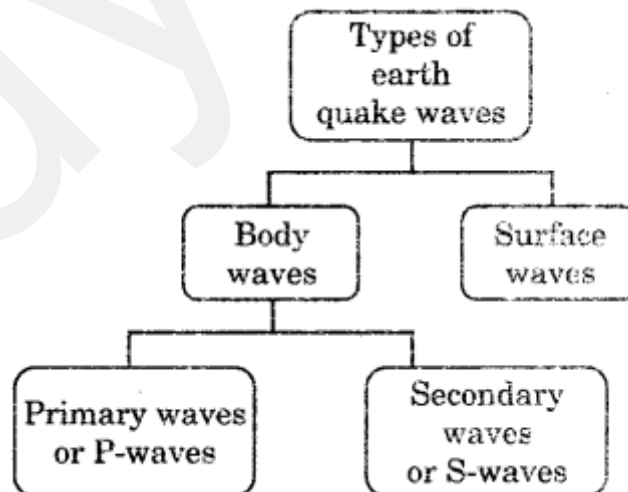 Types of
earth
quake waves
Body
waves
Surface
waves
Primary waves
or P-waves
Secondary
waves
or S-waves